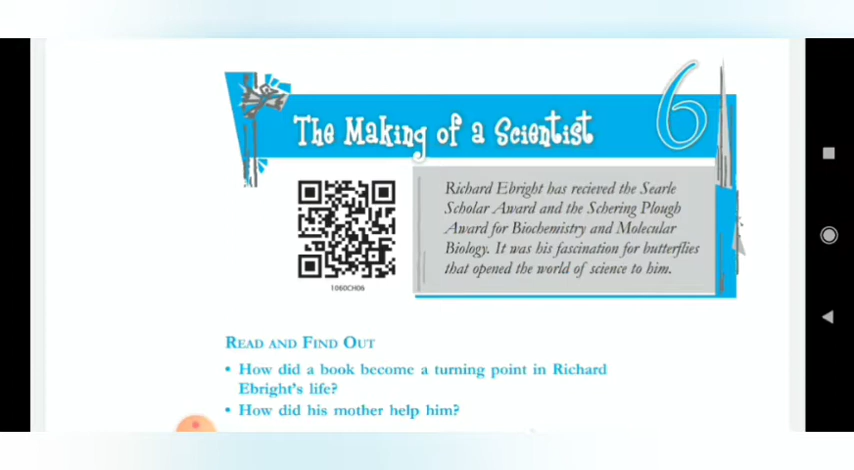 6
The Making of a Scientist
Richard Ebright has recieved the Searle
Scholar Award and the Schering Plough
Award for Biochemistry and Molecular
Biology. It was his fascination for butterflies
that opened the world of science to him.
1060CH06
READ AND FIND OUT
• How did a book become a turning point in Richard
Ebright's life?
• How did his mother help him?